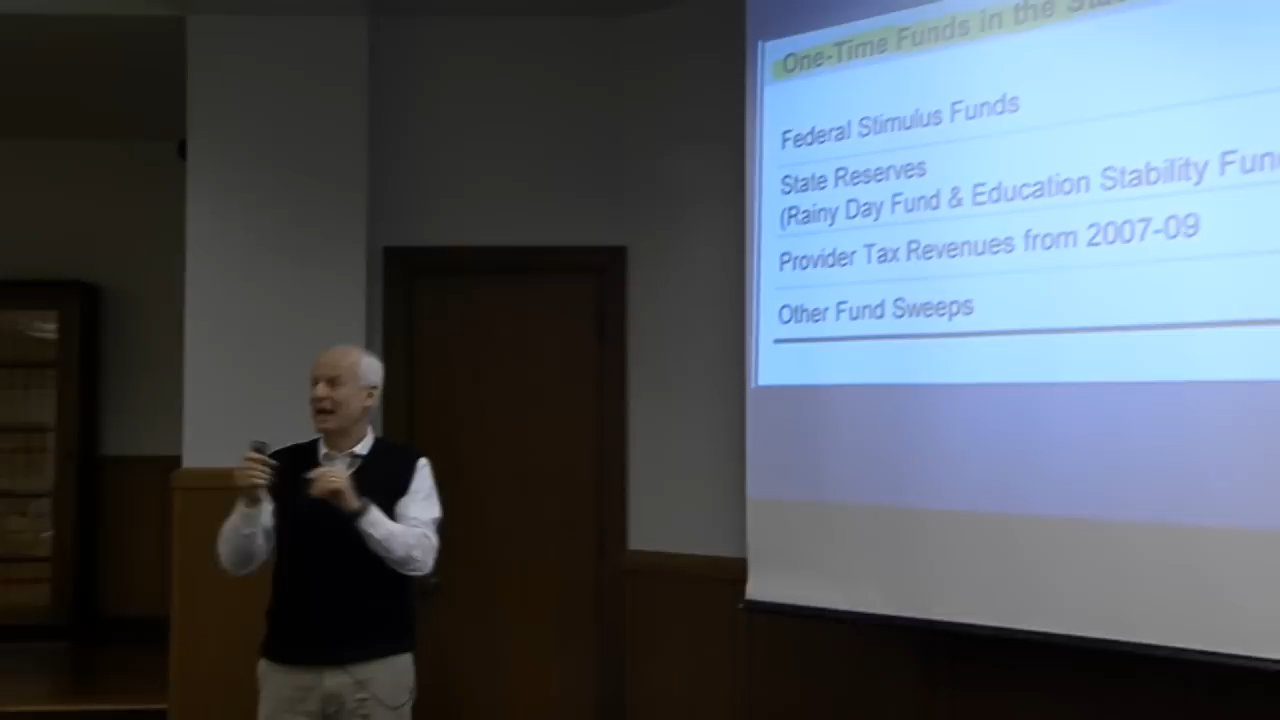 One-Time Funds in the
Federal Stimulus Funds
State Reserves
(Rainy Day Fund & Education Stability
Provider Tax Revenues from 2007-09
Other Fund Sweeps